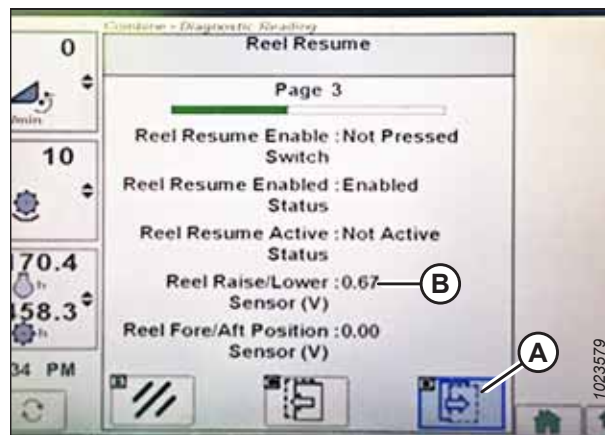 Combine - Diagnostic Reading
Reel Resume
Page 3
Reel Resume Enable :Not Pressed
Switch
Reel Resume Enabled :Enabled
Status
Reel Resume Active :Not Active
Status
Reel Raise/Lower :0.67
Sensor (V)
Reel Fore/Aft Position :0.00
Sensor (V)
0
10
170.4
h
458.3
h
34 PM
B
A
1023579